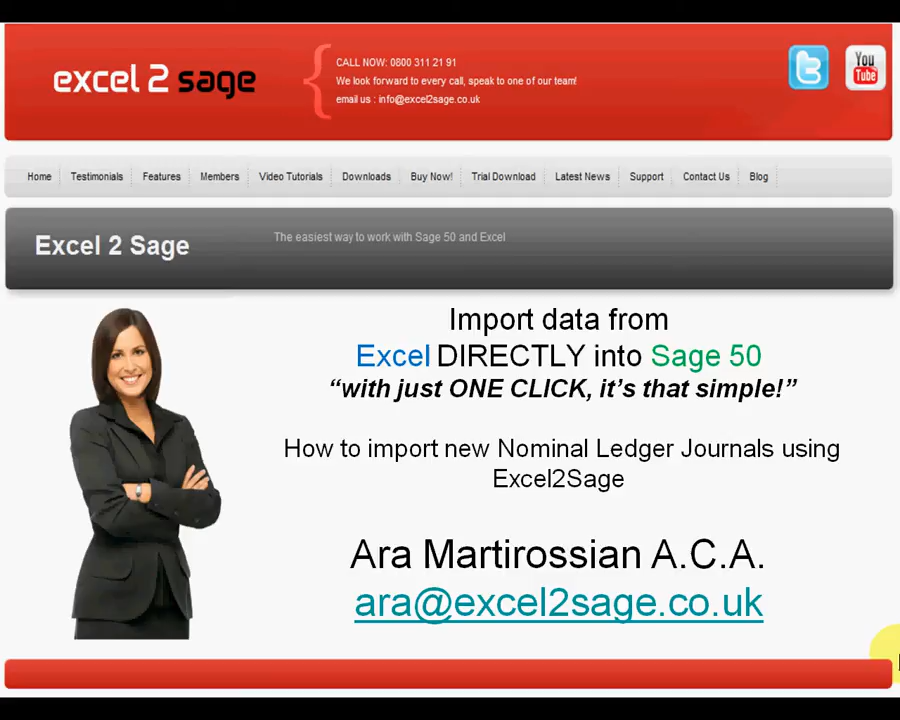 excel 2 sage
CALL NOW: 0800 311 21 91
We look forward to every call, speak to one of our team!
email us : info@excel2sage.co.uk
You
Tube
Home Testimonials Features Members Video Tutorials Downloads Buy Now! Trial Download Latest News Support Contact Us Blog
Excel 2 Sage
The easiest way to work with Sage 50 and Excel
Import data from
Excel DIRECTLY into Sage 50
“with just ONE CLICK, it’s that simple!”
How to import new Nominal Ledger Journals using
Excel2Sage
Ara Martirossian A.C.A.
ara@excel2sage.co.uk